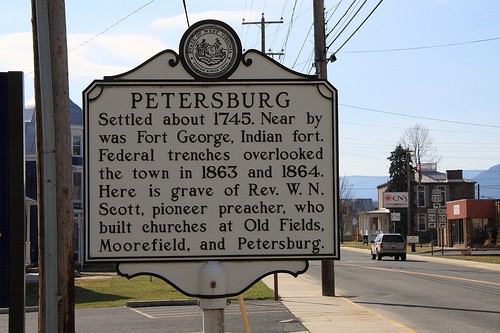 PETERSBURG
Settled about 1745. Near by
was Fort George, Indian fort.
Federal trenches overlooked
the town in 1863 and 1864.
Here is grave of Rev. W. N.
Scott, pioneer preacher, who
built churches at Old Fields,
Moorefield, and Petersburg.
CNS